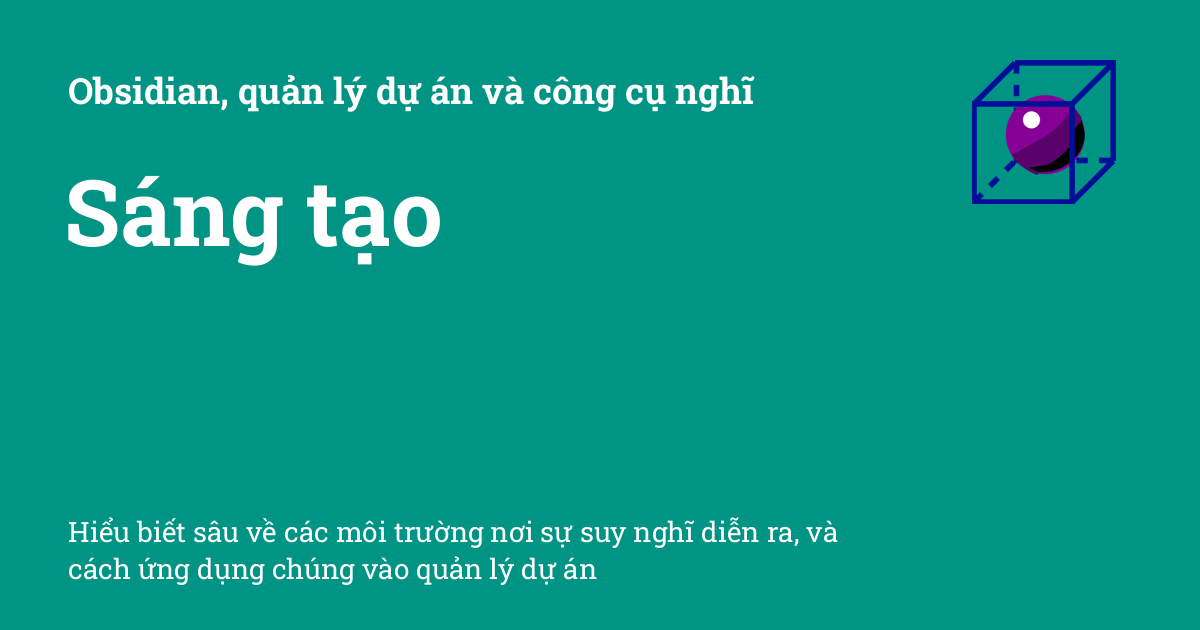 Obsidian, quản lý dự án và công cụ nghĩ
Sáng tạo
Hiểu biết sâu về các môi trường nơi sự suy nghĩ diễn ra, và
cách ứng dụng chúng vào quản lý dự án